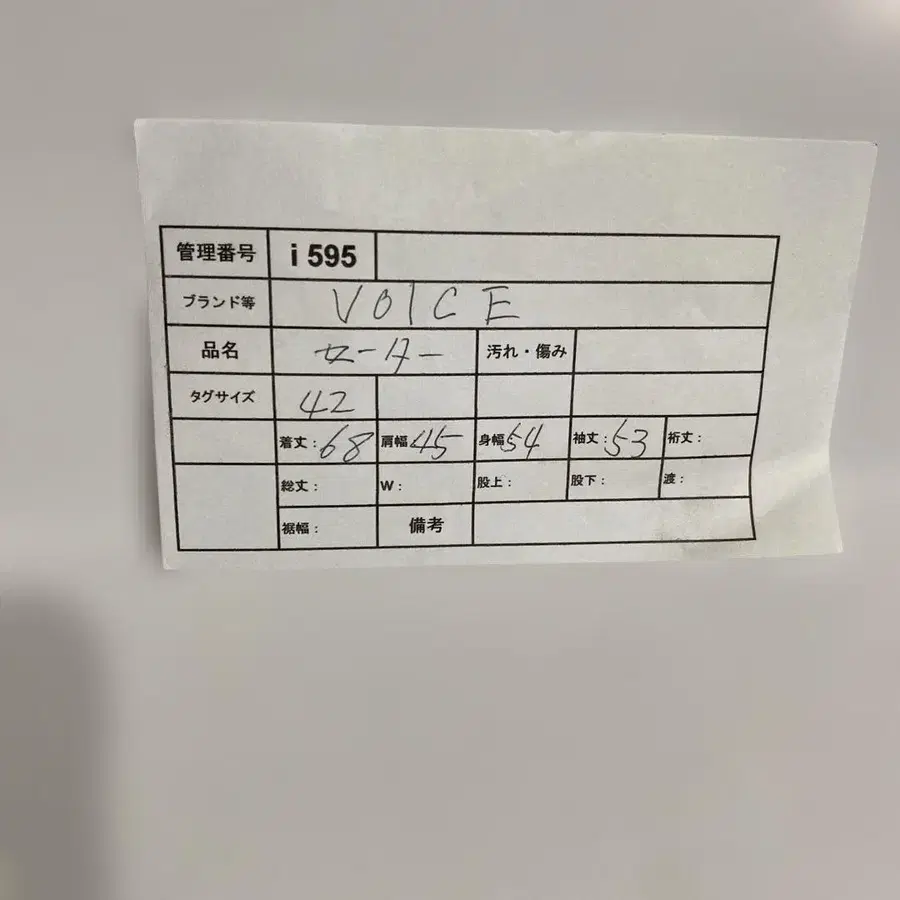 管理番号 i 595
ブランド等 VOICE
品名 セーター 汚れ・傷み
タグサイズ 42
着丈：68 肩幅：45 身幅：54 袖丈：53 裄丈：
総丈： W： 股上： 股下： 渡：
裾幅： 備考